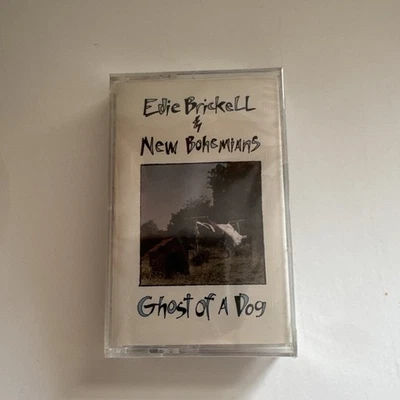 Edie Brickell
&
New Bohemians
Ghost of A Dog